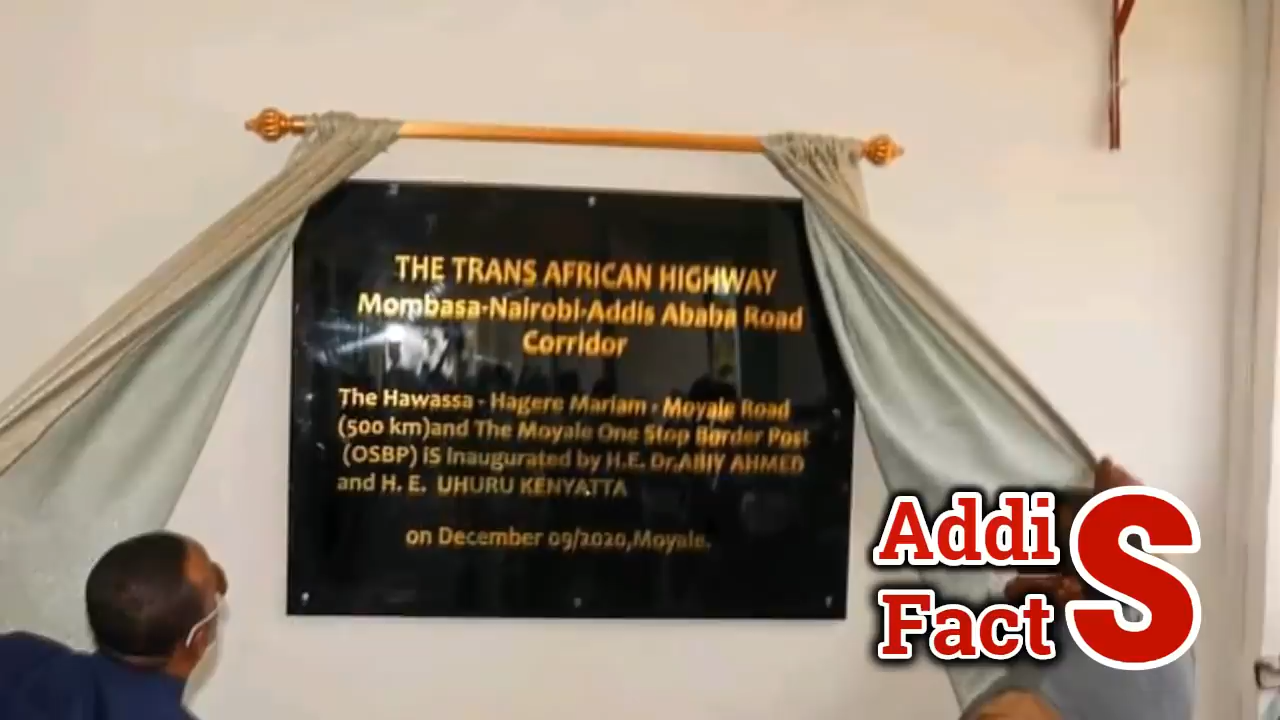 THE TRANS AFRICAN HIGHWAY
Mombasa-Nairobi-Addis Ababa Road
Corridor
The Hawassa - Hagere Mariam - Moyale Road
(500 km)and The Moyale One Stop Border Post
(OSBP) is inaugurated by H.E. Dr.ABIY AHMED
and H. E. UHURU KENYATTA
on December 09/2020,Moyale.
Addi S
Fact